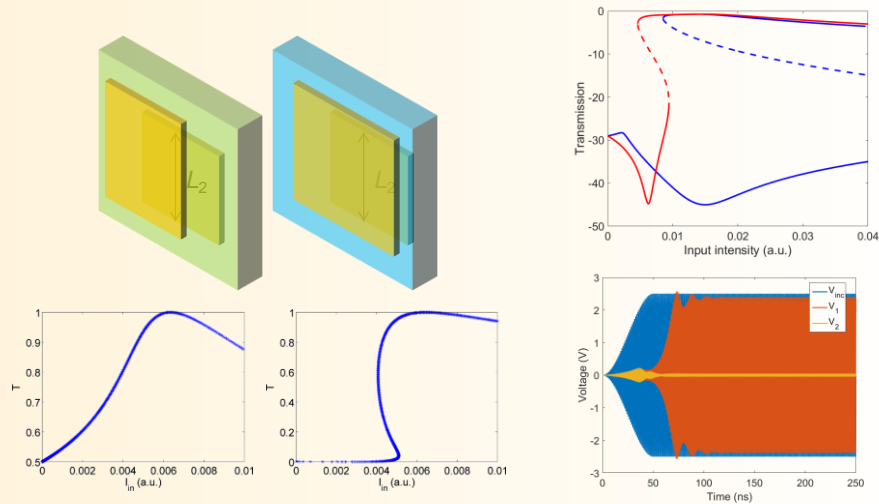 L2
L2
0
-10
-20
-30
-40
-50
Transmission
0 0.01 0.02 0.03 0.04
Input intensity (a.u.)
1
0.9
0.8
0.7
0.6
0.5
T
0 0.002 0.004 0.006 0.008 0.01
Iin (a.u.)
1
0.8
0.6
0.4
0.2
0
T
0 0.002 0.004 0.006 0.008 0.01
Iin (a.u.)
3
2
1
0
-1
-2
-3
Voltage (V)
Vinc
V1
V2
0 50 100 150 200 250
Time (ns)